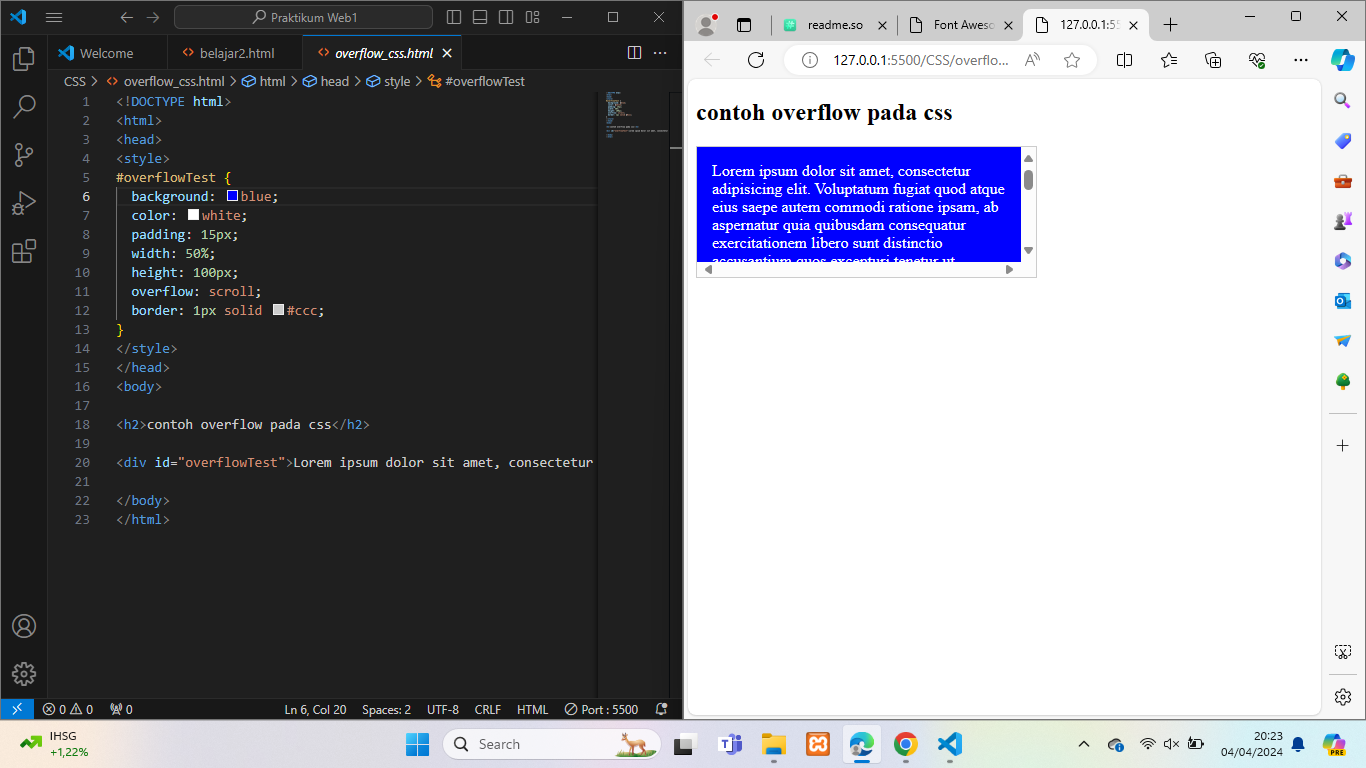 Praktikum Web1
Welcome
belajar2.html
overflow_css.html
CSS > overflow_css.html > html > head > style > #overflowTest
1 <!DOCTYPE html>
2 <html>
3 <head>
4 <style>
5 #overflowTest {
6 background: blue;
7 color: white;
8 padding: 15px;
9 width: 50%;
10 height: 100px;
11 overflow: scroll;
12 border: 1px solid #ccc;
13 }
14 </style>
15 </head>
16 <body>
17
18 <h2>contoh overflow pada css</h2>
19
20 <div id="overflowTest">Lorem ipsum dolor sit amet, consectetur
21
22 </body>
23 </html>
0 0 0
Ln 6, Col 20 Spaces: 2 UTF-8 CRLF HTML Port : 5500
readme.so
Font Aweso
127.0.0.1:55
127.0.0.1:5500/CSS/overflo...
contoh overflow pada css
Lorem ipsum dolor sit amet, consectetur
adipisicing elit. Voluptatum fugiat quod atque
eius saepe autem commodi ratione ipsam, ab
aspernatur quia quibusdam consequatur
exercitationem libero sunt distinctio
accusantium quos excepturi tenetur ut
IHSG
+1,22%
Search
20:23
04/04/2024
PRE